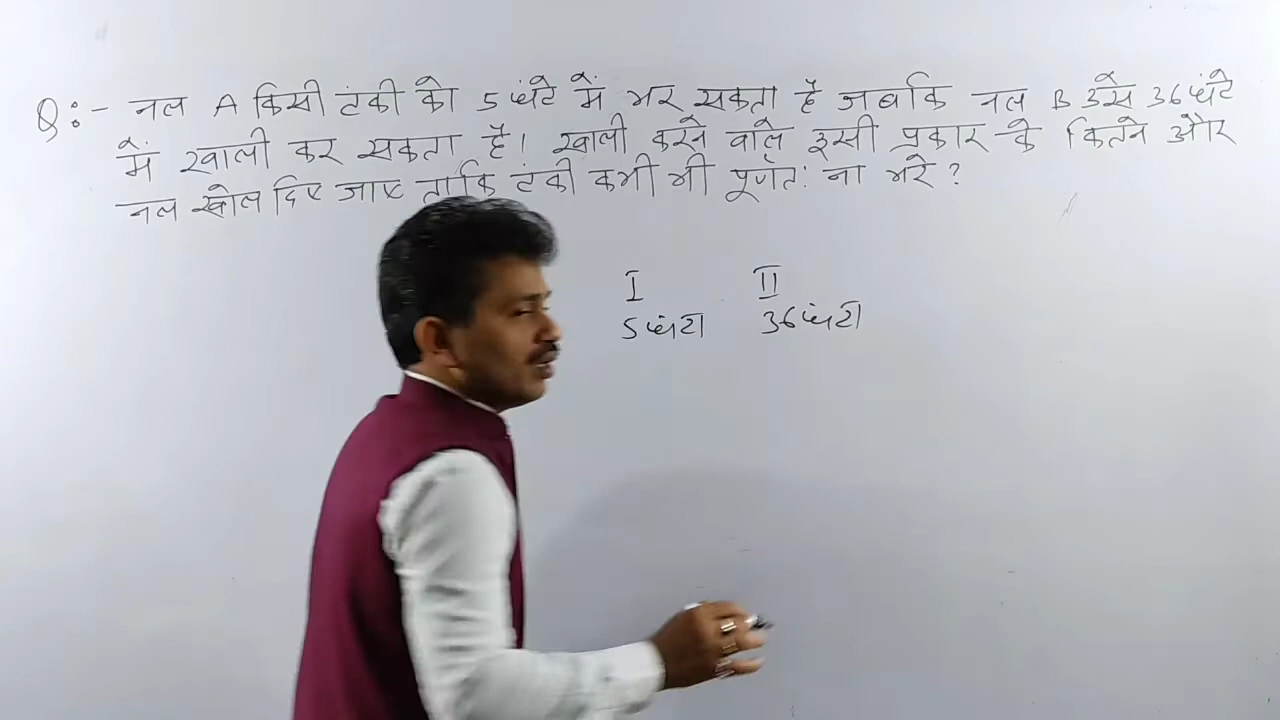 Q:- नल A किसी टंकी को 5 घंटे में भर सकता है जबकि नल B उसे 36 घंटे
में खाली कर सकता है। खाली करने वाले इसी प्रकार के कितने और
नल खोल दिए जाए ताकि टंकी कभी भी पूर्णत: ना भरे ?
I II
5 घंटा 36 घंटा